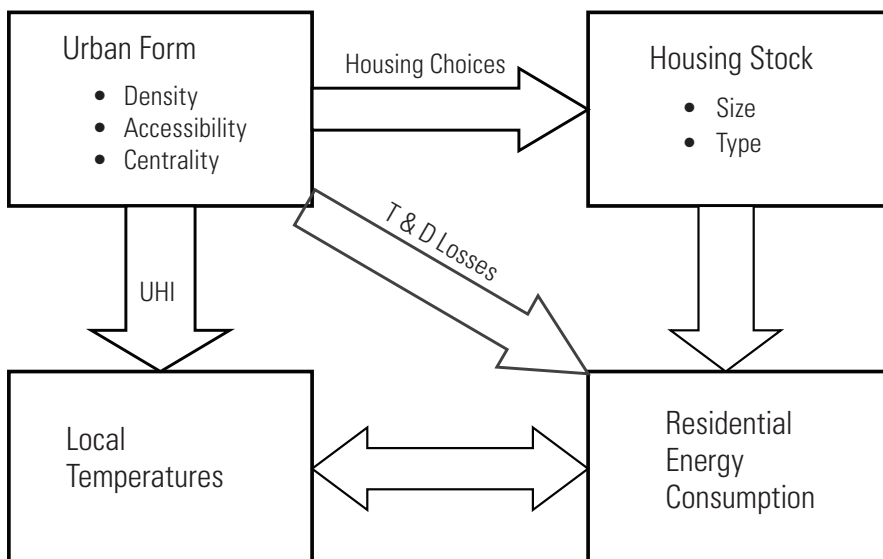 Urban Form
• Density
• Accessibility
• Centrality
Housing Choices
Housing Stock
• Size
• Type
T & D Losses
UHI
Local
Temperatures
Residential
Energy
Consumption